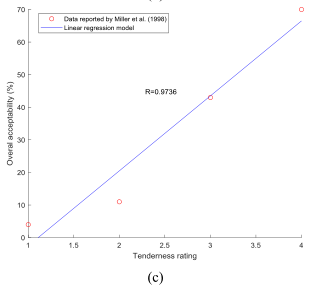 70
Data reported by Miller et al. (1998)
Linear regression model
60
50
R=0.9736
40
30
20
10
0
Overal acceptability (%)
1
1.5
2
2.5
3
3.5
4
Tenderness rating
(c)